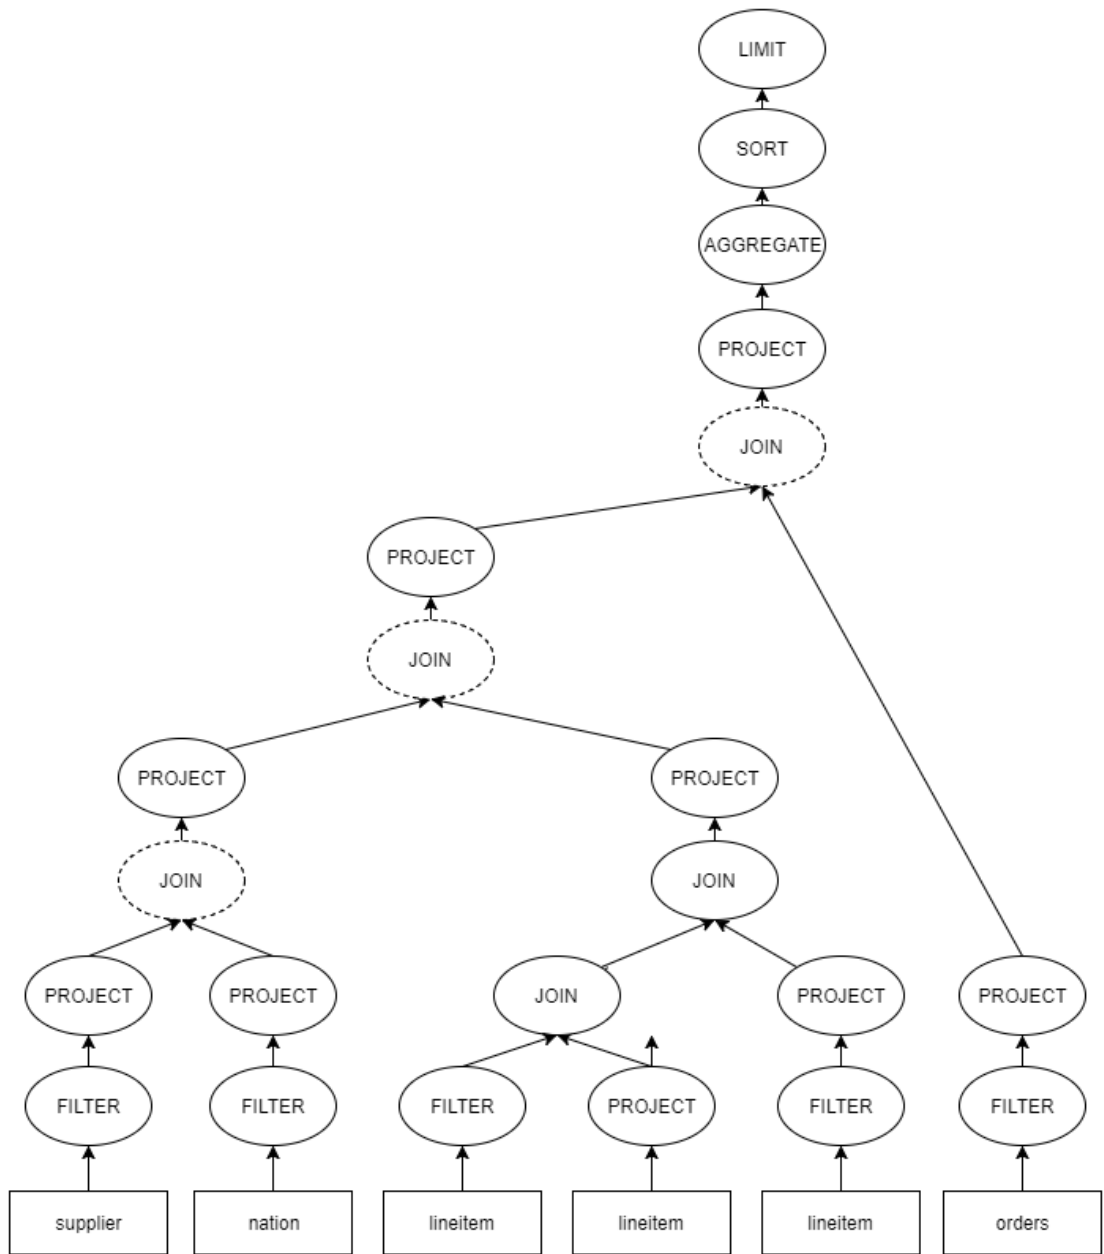 LIMIT
SORT
AGGREGATE
PROJECT
JOIN
PROJECT
JOIN
PROJECT
PROJECT
JOIN
JOIN
PROJECT
PROJECT
JOIN
PROJECT
PROJECT
FILTER
FILTER
FILTER
PROJECT
FILTER
FILTER
supplier
nation
lineitem
lineitem
lineitem
orders